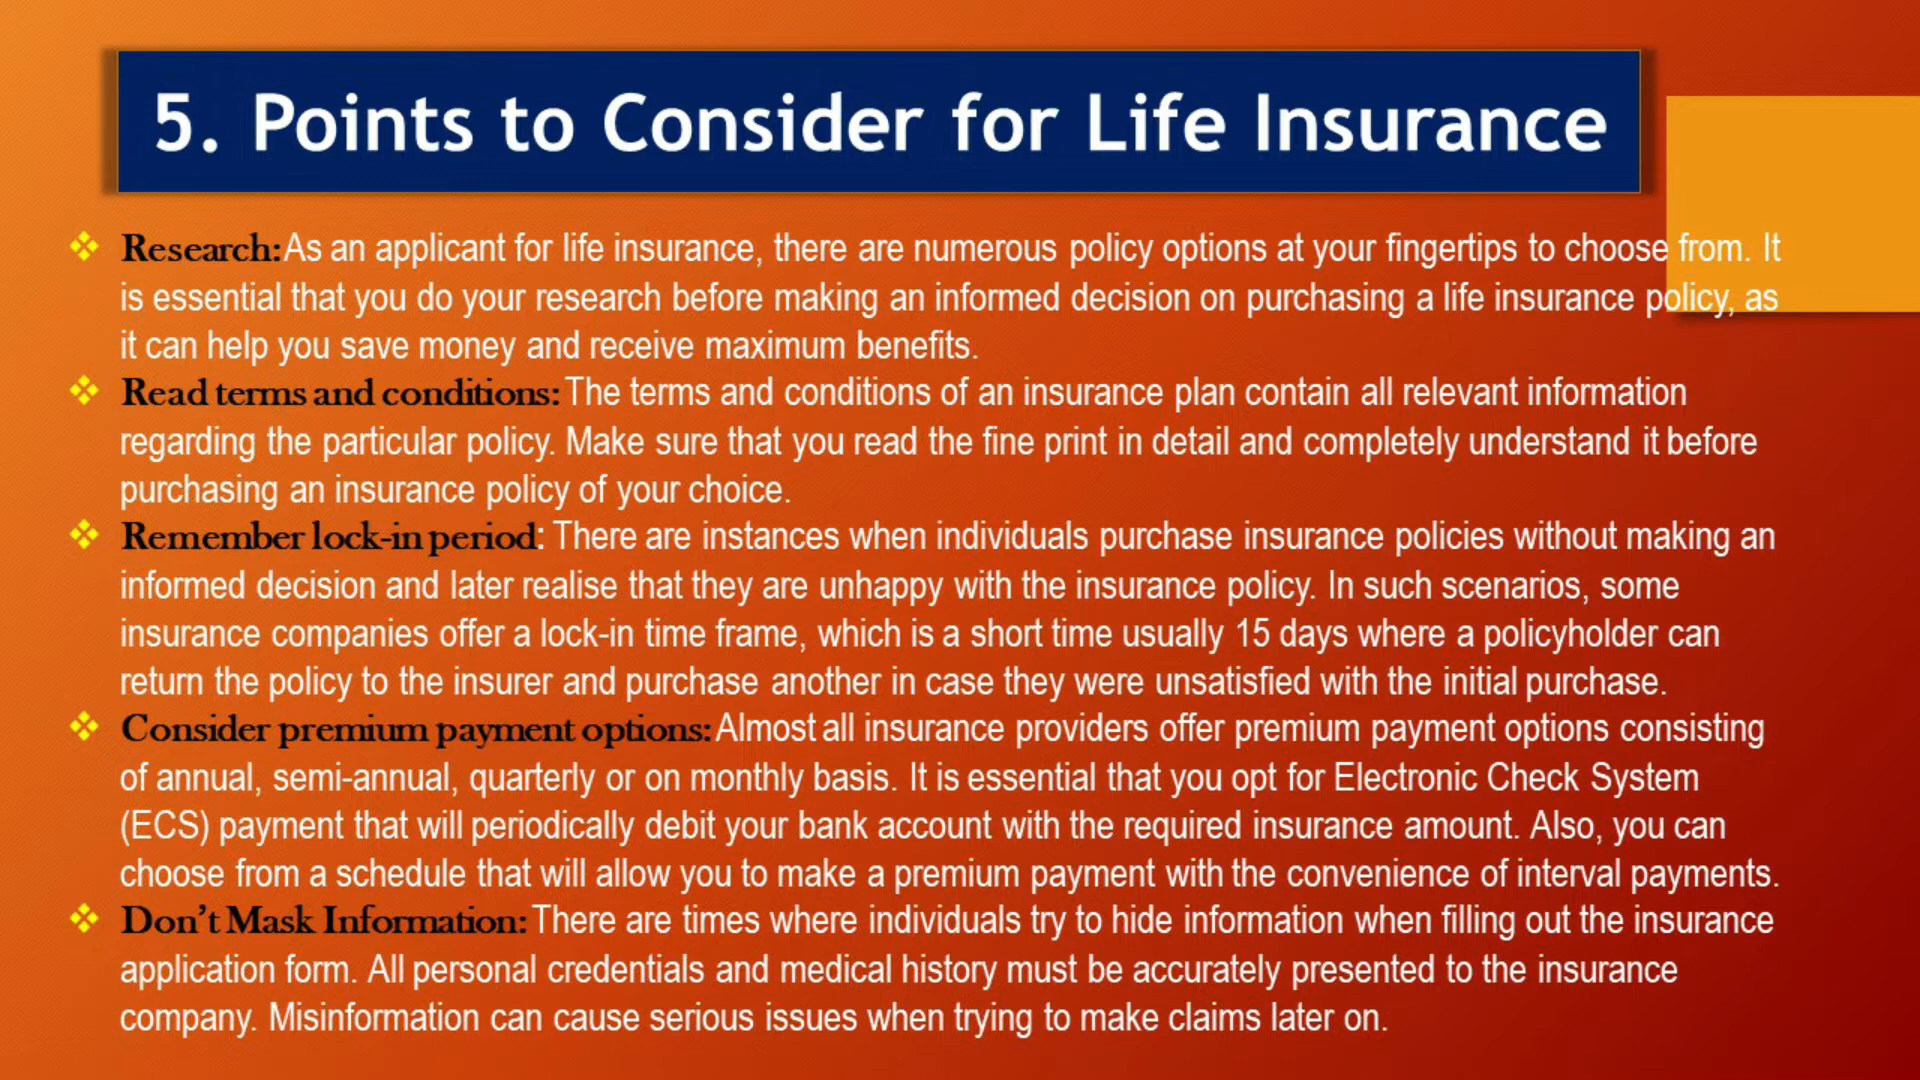 5. Points to Consider for Life Insurance
Research: As an applicant for life insurance, there are numerous policy options at your fingertips to choose from. It
is essential that you do your research before making an informed decision on purchasing a life insurance policy, as
it can help you save money and receive maximum benefits.
Read terms and conditions: The terms and conditions of an insurance plan contain all relevant information
regarding the particular policy. Make sure that you read the fine print in detail and completely understand it before
purchasing an insurance policy of your choice.
Remember lock-in period: There are instances when individuals purchase insurance policies without making an
informed decision and later realise that they are unhappy with the insurance policy. In such scenarios, some
insurance companies offer a lock-in time frame, which is a short time usually 15 days where a policyholder can
return the policy to the insurer and purchase another in case they were unsatisfied with the initial purchase.
Consider premium payment options: Almost all insurance providers offer premium payment options consisting
of annual, semi-annual, quarterly or on monthly basis. It is essential that you opt for Electronic Check System
(ECS) payment that will periodically debit your bank account with the required insurance amount. Also, you can
choose from a schedule that will allow you to make a premium payment with the convenience of interval payments.
Don't Mask Information: There are times where individuals try to hide information when filling out the insurance
application form. All personal credentials and medical history must be accurately presented to the insurance
company. Misinformation can cause serious issues when trying to make claims later on.